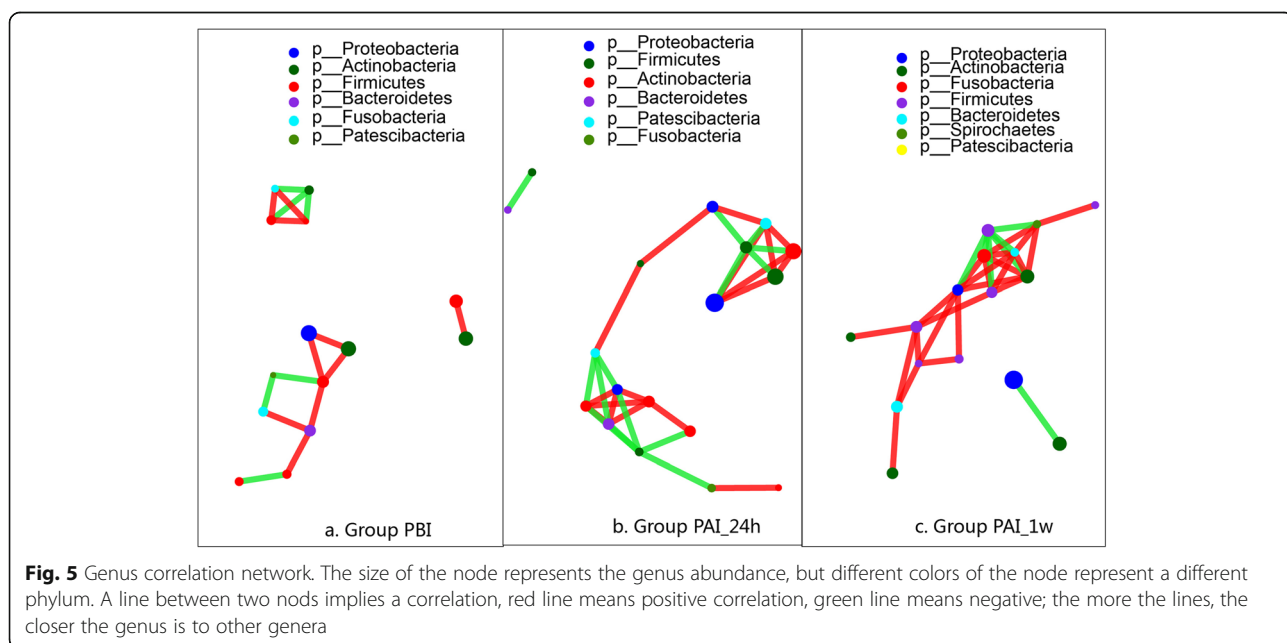 p__Proteobacteria
p__Actinobacteria
p__Firmicutes
p__Bacteroidetes
p__Fusobacteria
p__Patescibacteria
a. Group PBI
p__Proteobacteria
p__Firmicutes
p__Actinobacteria
p__Bacteroidetes
p__Patescibacteria
p__Fusobacteria
b. Group PAI_24h
p__Proteobacteria
p__Actinobacteria
p__Fusobacteria
p__Firmicutes
p__Bacteroidetes
p__Spirochaetes
p__Patescibacteria
c. Group PAI_1w
Fig. 5 Genus correlation network. The size of the node represents the genus abundance, but different colors of the node represent a different
phylum. A line between two nods implies a correlation, red line means positive correlation, green line means negative; the more the lines, the
closer the genus is to other genera